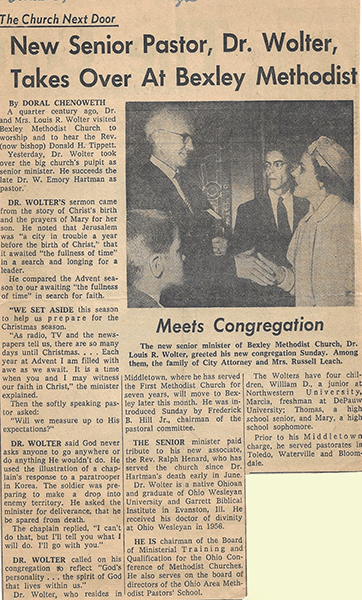 The Church Next Door
New Senior Pastor, Dr. Wolter,
Takes Over At Bexley Methodist
By DORAL CHENOWETH
A quarter century ago, Dr.
and Mrs. Louis R. Wolter visited
Bexley Methodist Church to
worship and to hear the Rev.
(now bishop) Donald H. Tippett.
Yesterday, Dr. Wolter took
over the big church's pulpit as
senior minister. He succeeds the
late Dr. W. Emory Hartman as
pastor.
DR. WOLTER'S sermon came
from the story of Christ's birth
and the prayers of Mary for her
son. He noted that Jerusalem
was "a city in trouble a year
before the birth of Christ," that
it awaited "the fullness of time"
in a search and longing for a
leader.
He compared the Advent sea-
son to our awaiting "the fullness
of time" in search for faith.
"WE SET ASIDE this season
to help us prepare for the
Christmas season.
"As radio, TV and the news-
papers tell us, there are so many
days until Christmas. . . . Each
year at Advent I am filled with
awe as we await. It is a time
when you and I may witness
our faith in Christ," the minister
explained.
Then the softly speaking pas-
tor asked:
"Will we measure up to His
expectations?"
DR. WOLTER said God never
asks anyone to go anywhere or
do anything He wouldn't do. He
used the illustration of a chap-
lain's response to a paratrooper
in Korea. The soldier was pre-
paring to make a drop into
enemy territory. He asked the
minister for deliverance, that he
be spared from death.
The chaplain replied, "I can't
do that, but I'll tell you what I
will do. I'll go with you."
DR. WOLTER called on his
congregation to reflect "God's
personality . . . the spirit of God
that lives within us."
Dr. Wolter, who resides in
Meets Congregation
The new senior minister of Bexley Methodist Church, Dr.
Louis R. Wolter, greeted his new congregation Sunday. Among
them, the family of City Attorney and Mrs. Russell Leach.
Middletown, where he has served
the First Methodist Church for
seven years, will move to Bex-
ley later this month. He was in-
troduced Sunday by Frederick
B. Hill Jr., chairman of the
pastoral committee.
THE SENIOR minister paid
tribute to his new associate,
the Rev. Ralph Henard, who has
served the church since Dr.
Hartman's death early in June.
Dr. Wolter is a native Ohioan
and graduate of Ohio Wesleyan
University and Garrett Biblical
Institute in Evanston, Ill. He
received his doctor of divinity
at Ohio Wesleyan in 1956.
HE IS chairman of the Board
of Ministerial Training and
Qualification for the Ohio Con-
ference of Methodist Churches.
He also serves on the board of
directors of the Ohio Area Meth-
odist Pastors' School.
The Wolters have four chil-
dren, William D., a junior at
Northwestern University,
Marcia, freshman at DePauw
University; Thomas, a high
school senior, and Mary, a high
school sophomore.
Prior to his Middletown
charge, he served pastorates in
Toledo, Waterville and Bloom-
dale.